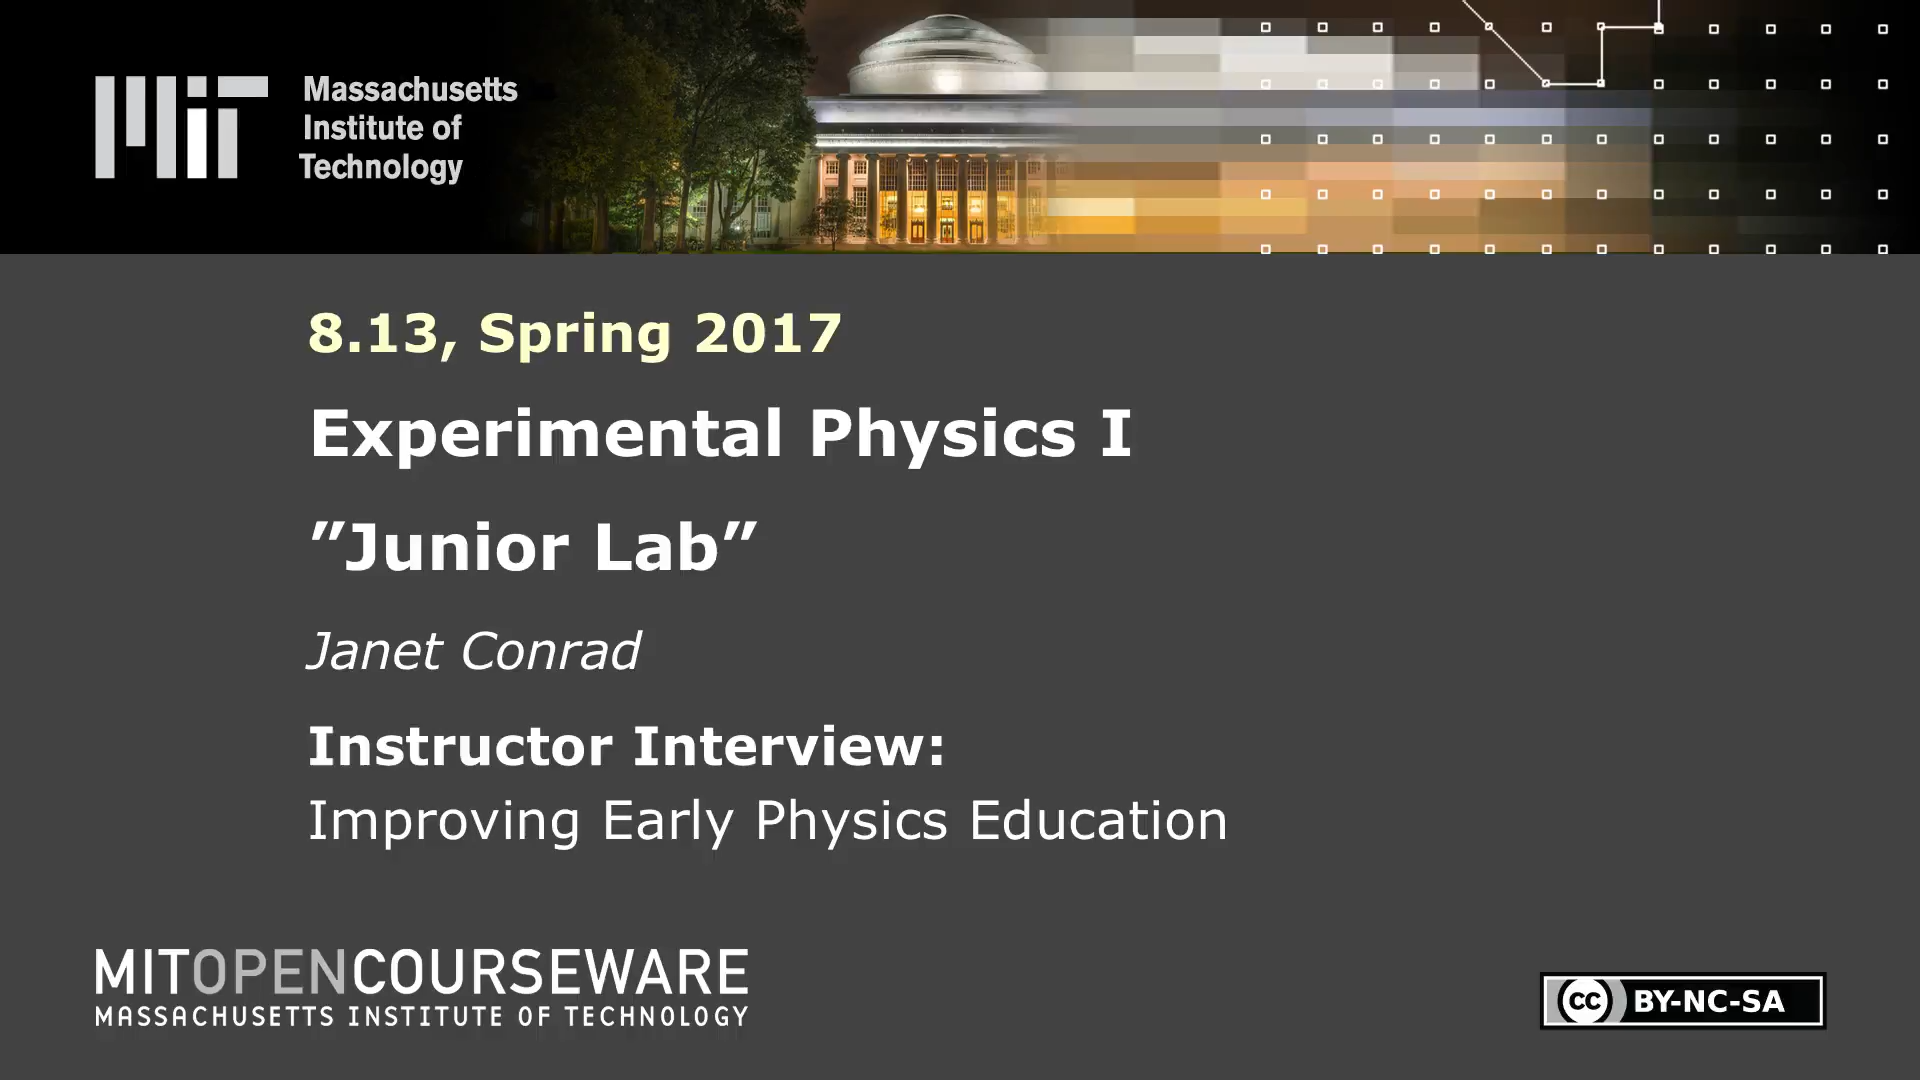 Massachusetts
Institute of
Technology
8.13, Spring 2017
Experimental Physics I
”Junior Lab”
Janet Conrad
Instructor Interview:
Improving Early Physics Education
MITOPENCOURSEWARE
MASSACHUSETTS INSTITUTE OF TECHNOLOGY
cc BY-NC-SA